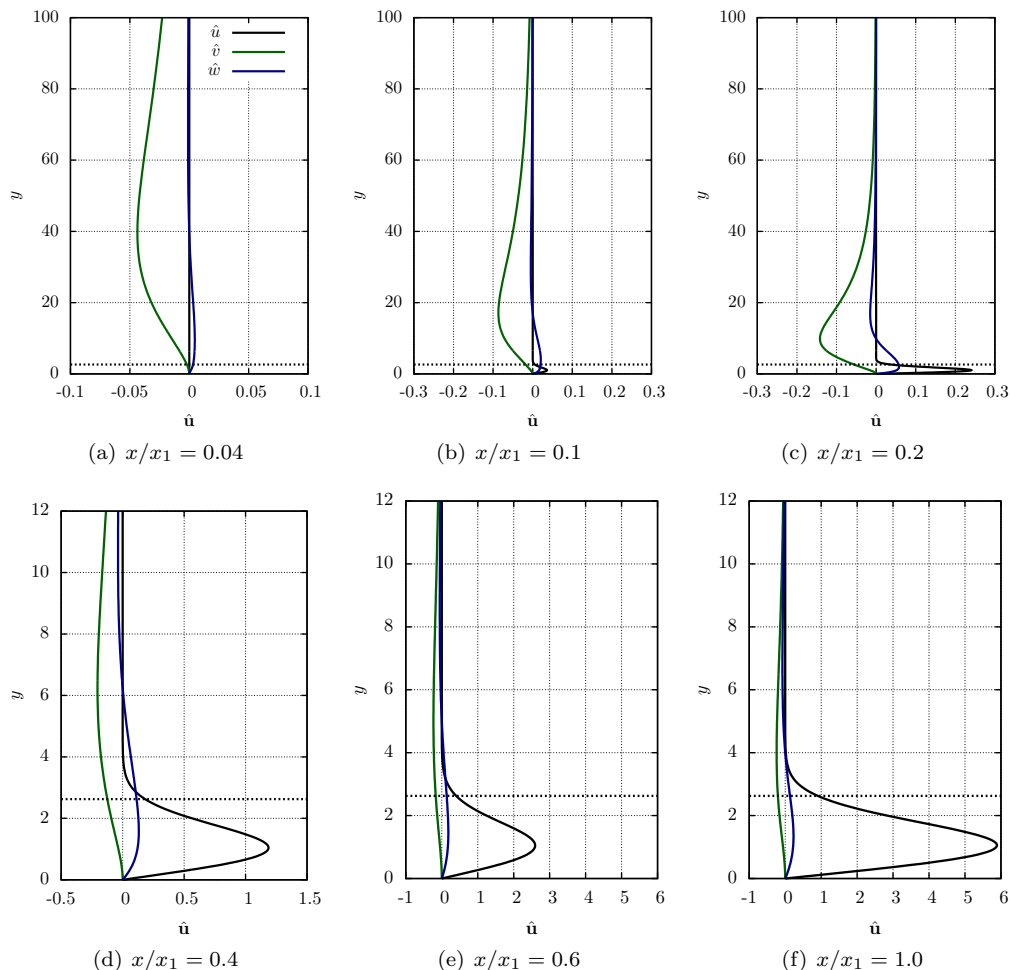 100
80
60
40
20
0
y
-0.1 -0.05 0 0.05 0.1
û
v̂
ŵ
û
(a) x/x₁ = 0.04
100
80
60
40
20
0
y
-0.3 -0.2 -0.1 0 0.1 0.2 0.3
û
(b) x/x₁ = 0.1
100
80
60
40
20
0
y
-0.3 -0.2 -0.1 0 0.1 0.2 0.3
û
(c) x/x₁ = 0.2
12
10
8
6
4
2
0
y
-0.5 0 0.5 1 1.5
û
(d) x/x₁ = 0.4
12
10
8
6
4
2
0
y
-1 0 1 2 3 4 5 6
û
(e) x/x₁ = 0.6
12
10
8
6
4
2
0
y
-1 0 1 2 3 4 5 6
û
(f) x/x₁ = 1.0